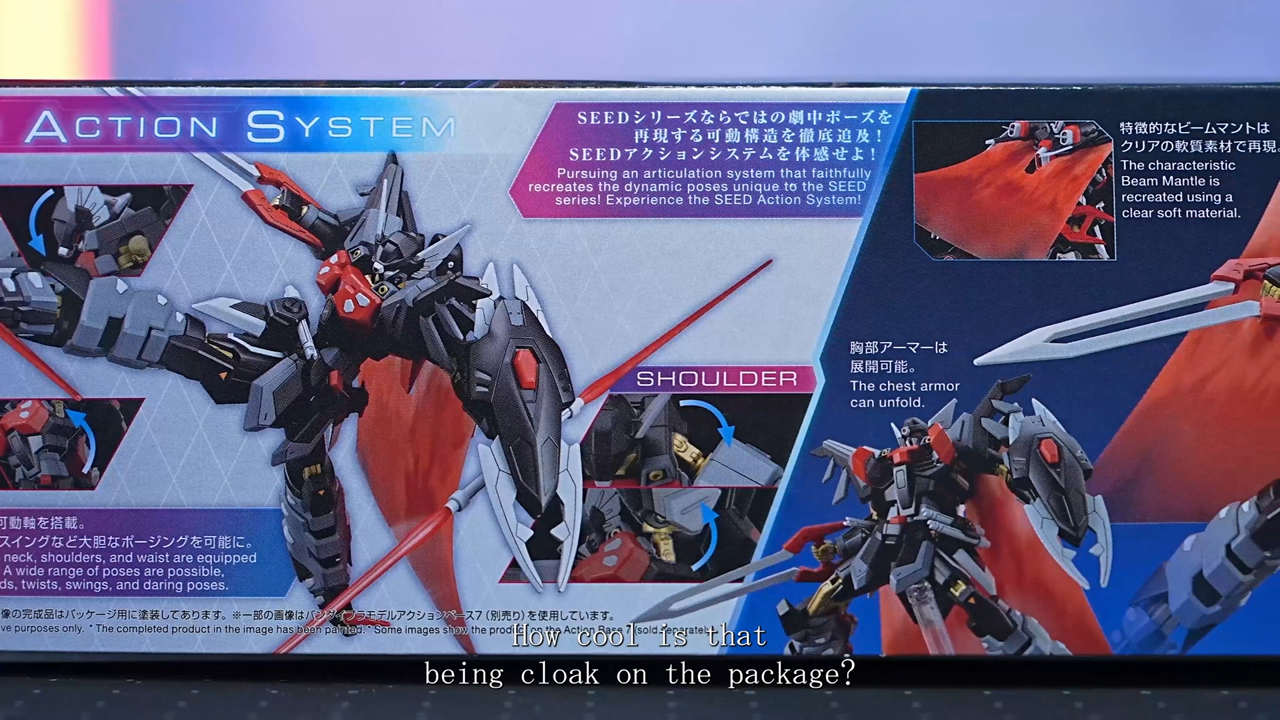 ACTION SYSTEM
SEEDシリーズならではの劇中ポーズを
再現する可動構造を徹底追及!
SEEDアクションシステムを体感せよ!
Pursuing an articulation system that faithfully
recreates the dynamic poses unique to the SEED
series! Experience the SEED Action System!
特徴的なビームマントは
クリアの軟質素材で再現。
The characteristic
Beam Mantle is
recreated using a
clear soft material.
SHOULDER
胸部アーマーは
展開可能。
The chest armor
can unfold.
可動軸を搭載。
スイングなど大胆なポージングを可能に。
neck, shoulders, and waist are equipped
A wide range of poses are possible,
ds, twists, swings, and daring poses.
像の完成品はパッケージ用に塗装してあります。※一部の画像はバンダイプラモデルアクションベース7(別売り)を使用しています。
ve purposes only. * The completed product in the image has been painted. * Some images show the
How cool is that
being cloak on the package?